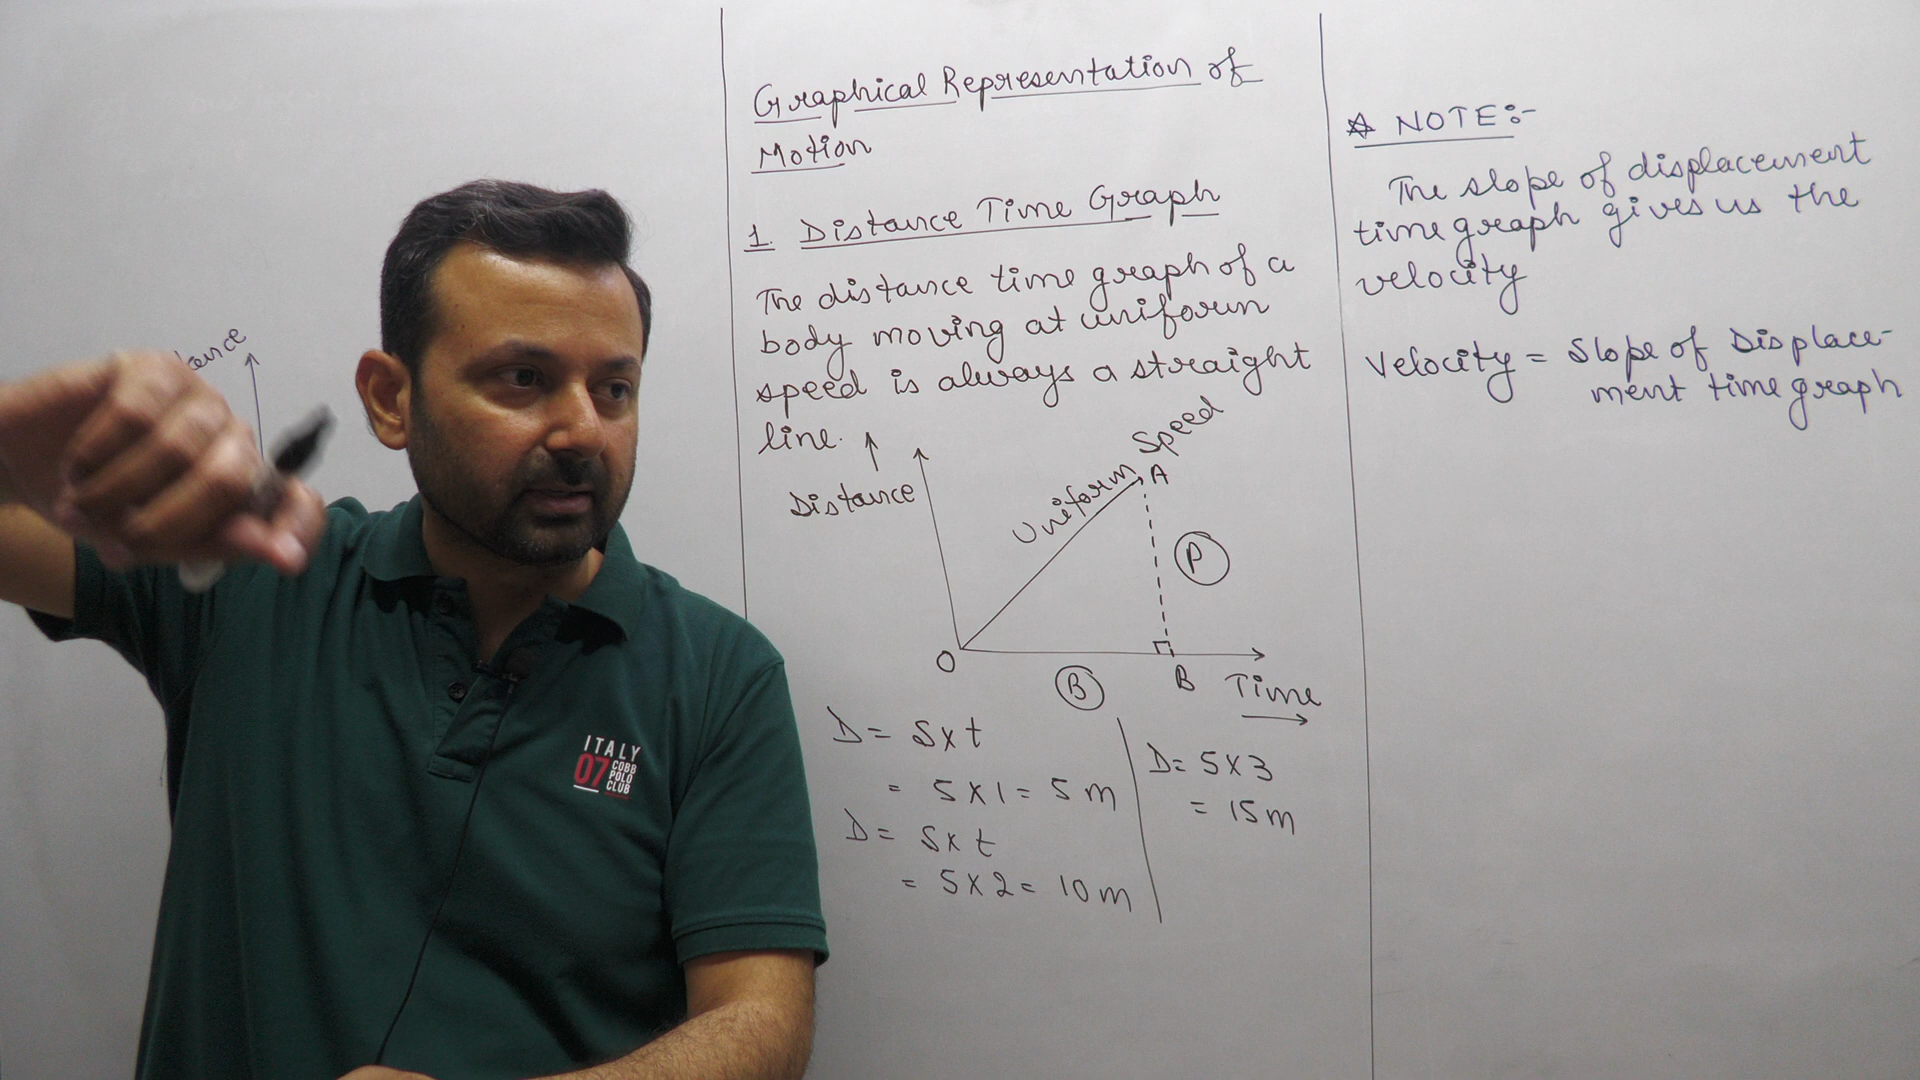 Graphical Representation of
Motion
1. Distance Time Graph
The distance time graph of a
body moving at uniform
speed is always a straight
line.
Distance
Uniform Speed
A
P
O
B
B
Time
D = S x t
= 5 x 1 = 5 m
D = S x t
= 5 x 2 = 10 m
D = 5 x 3
= 15 m
NOTE:-
The slope of displacement
time graph gives us the
velocity
Velocity = Slope of Displace-
ment time graph
ITALY
07
COBB
POLO
CLUB